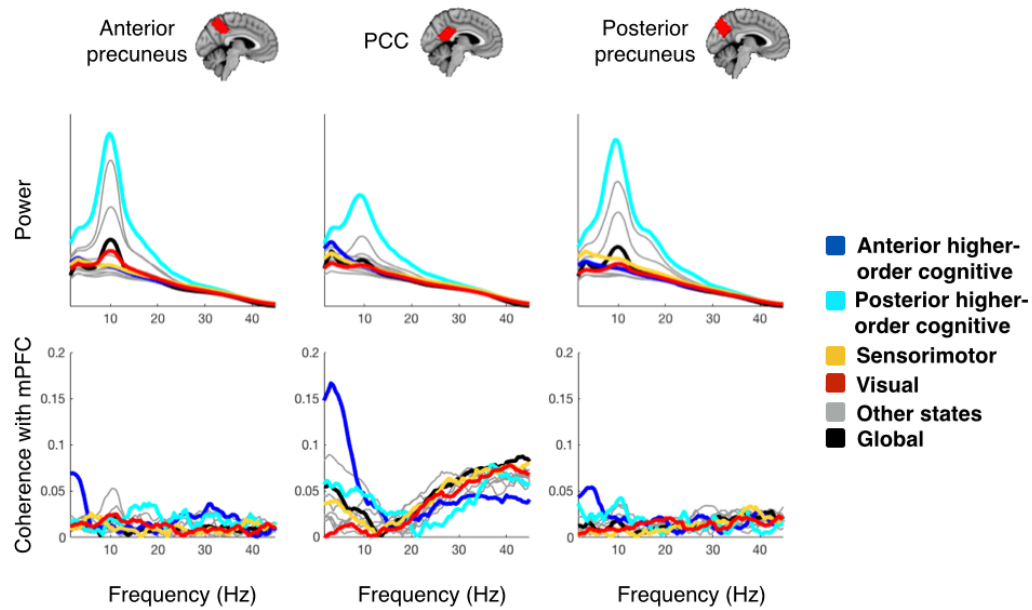 Anterior
precuneus
PCC
Posterior
precuneus
Power
10 20 30 40
10 20 30 40
10 20 30 40
Coherence with mPFC
0.2
0.15
0.1
0.05
0
10 20 30 40
0.2
0.15
0.1
0.05
0
10 20 30 40
0.2
0.15
0.1
0.05
0
10 20 30 40
Frequency (Hz)
Frequency (Hz)
Frequency (Hz)
Anterior higher-
order cognitive
Posterior higher-
order cognitive
Sensorimotor
Visual
Other states
Global